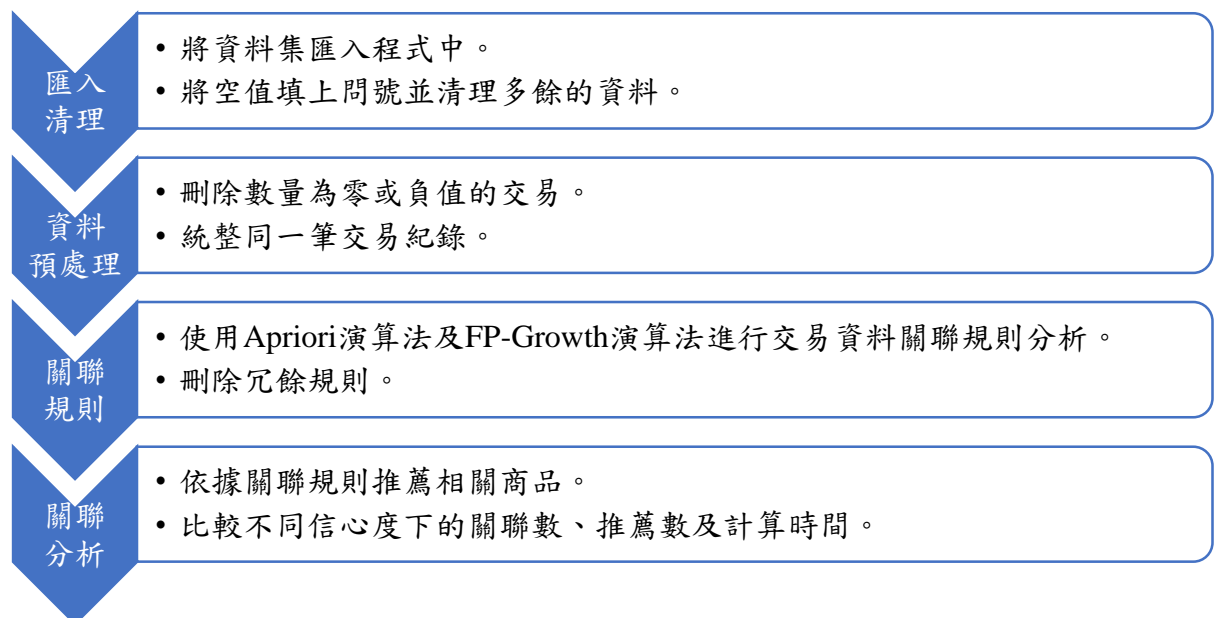 匯入
清理
• 將資料集匯入程式中。
• 將空值填上問號並清理多餘的資料。
資料
預處理
• 刪除數量為零或負值的交易。
• 統整同一筆交易紀錄。
關聯
規則
• 使用Apriori演算法及FP-Growth演算法進行交易資料關聯規則分析。
• 刪除冗餘規則。
關聯
分析
• 依據關聯規則推薦相關商品。
• 比較不同信心度下的關聯數、推薦數及計算時間。